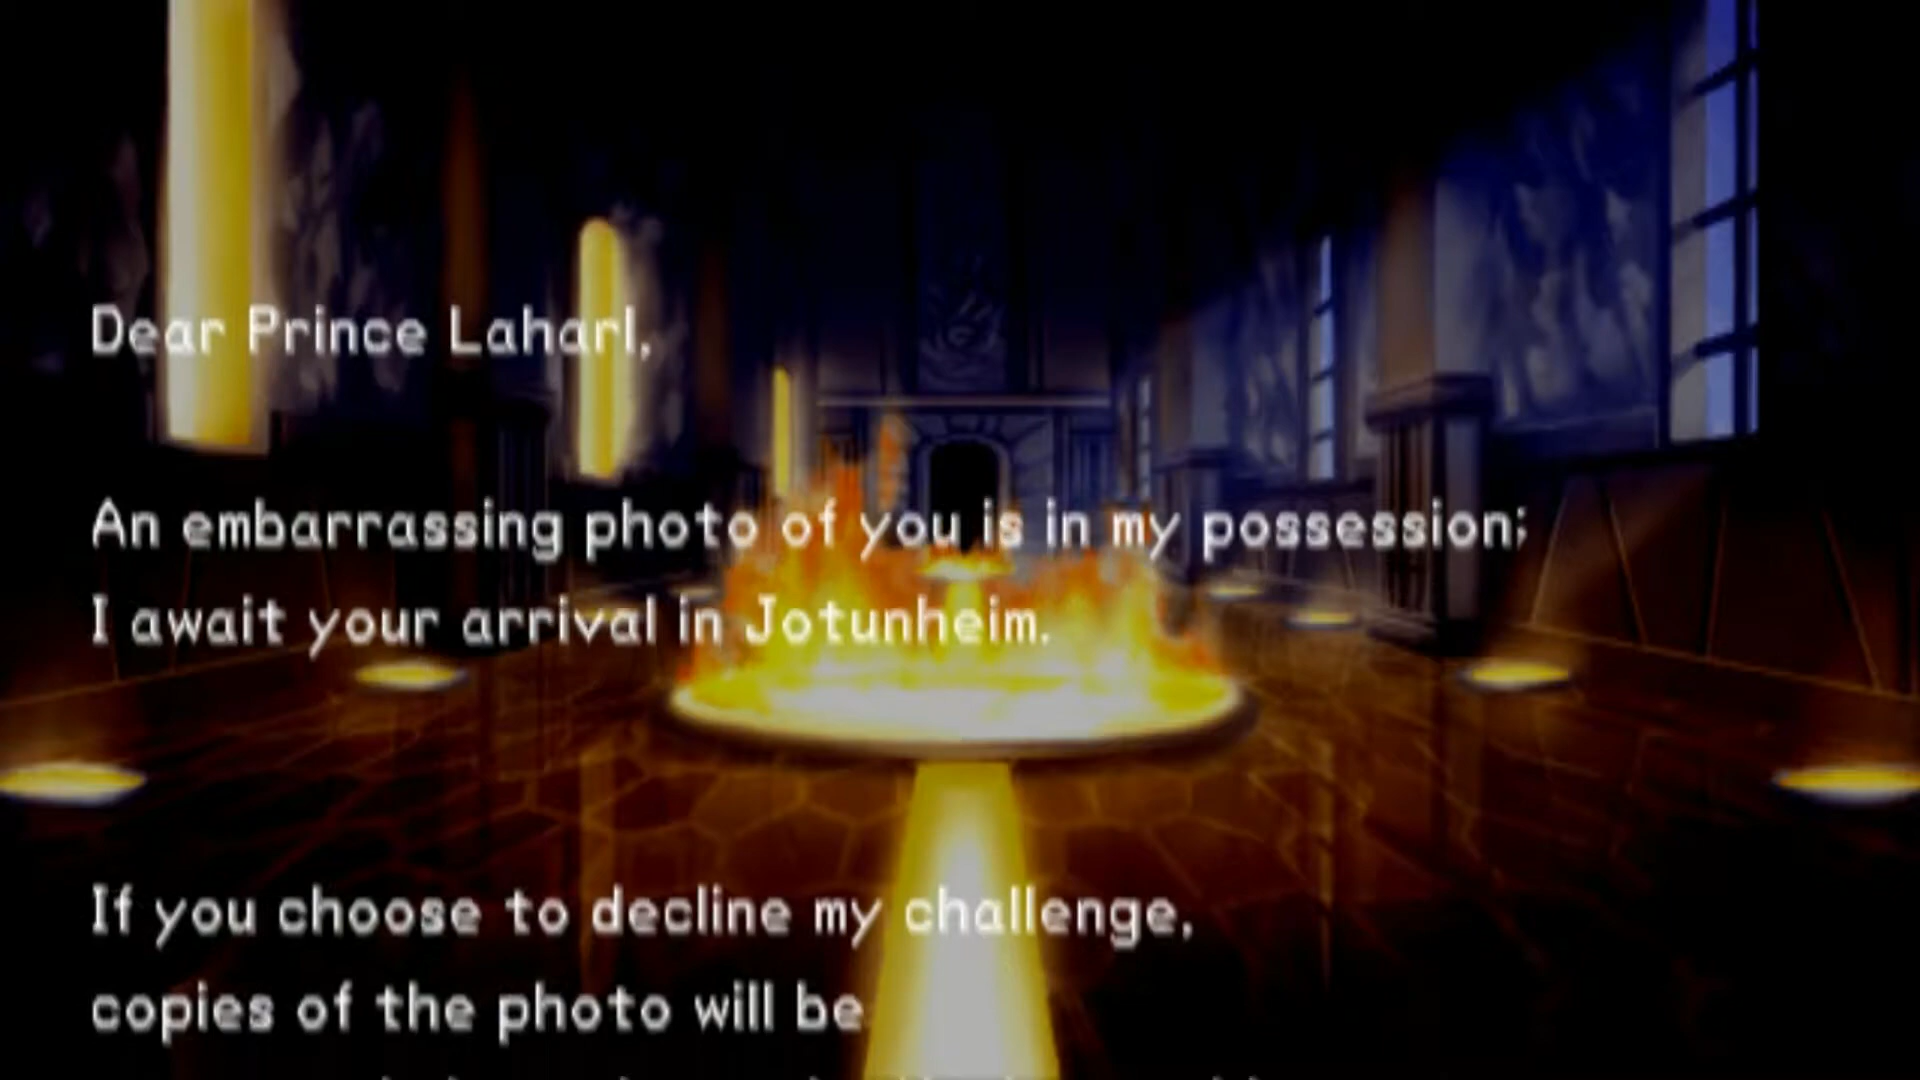 Dear Prince Laharl,
An embarrassing photo of you is in my possession;
I await your arrival in Jotunheim.
If you choose to decline my challenge,
copies of the photo will be